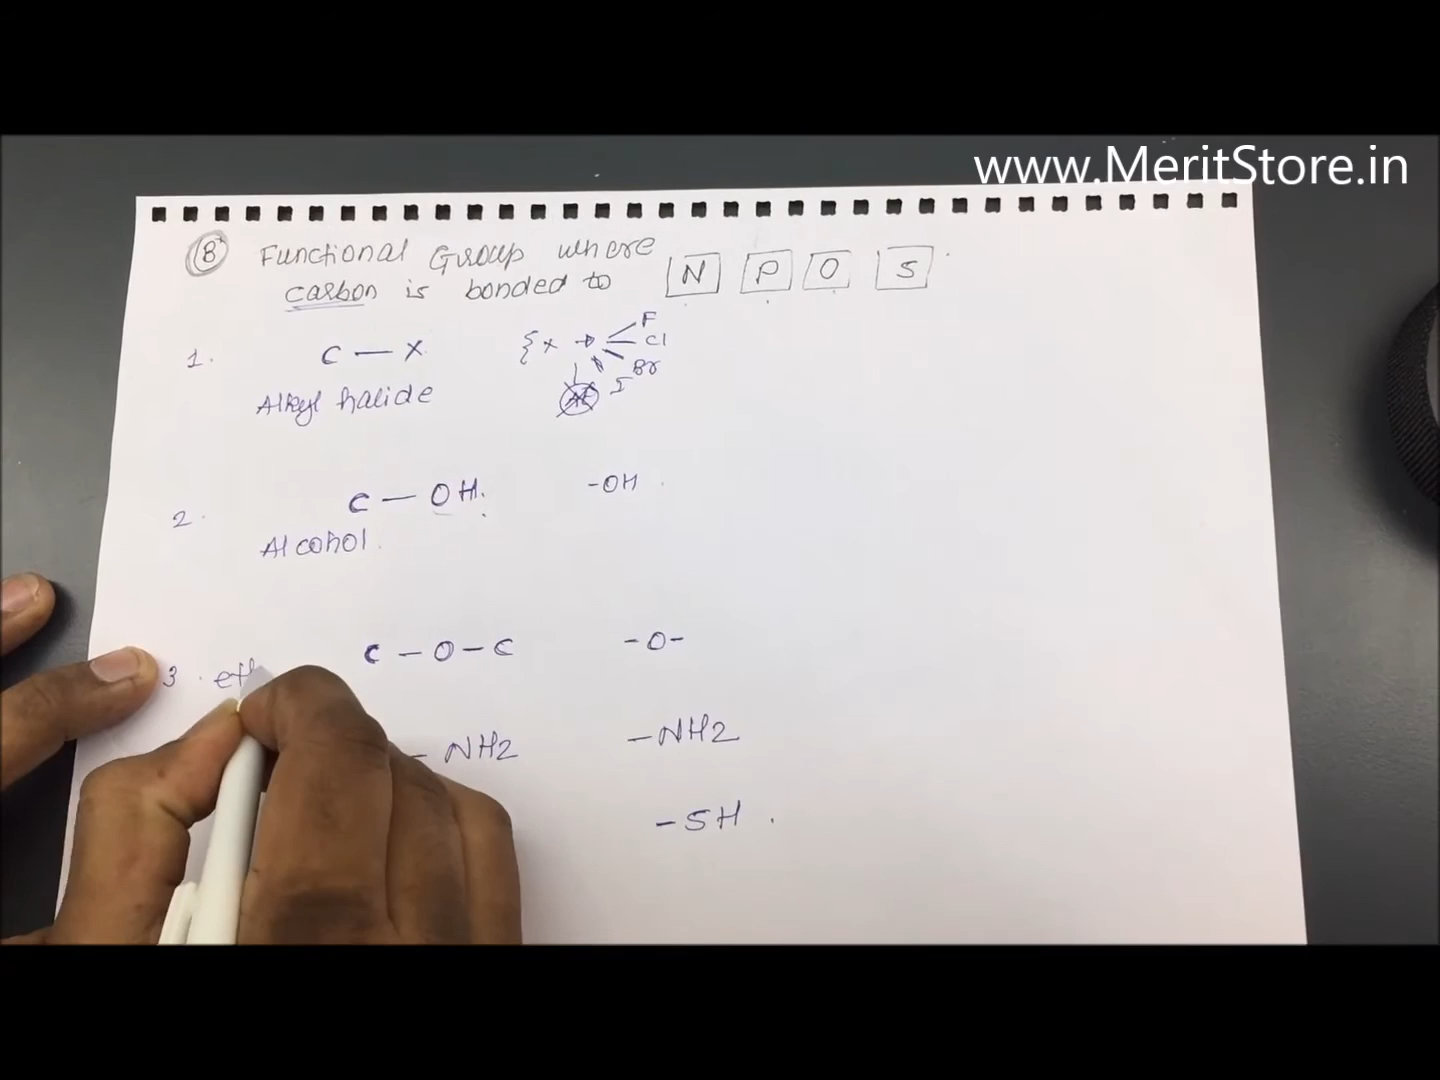 www.MeritStore.in
8 Functional Group where
carbon is bonded to N P O S
1. C — X { X → F
Cl
Br
I
Alkyl halide
2. C — OH. -OH
Alcohol.
3. eth C — O — C -O-
- NH2 -NH2
-SH.